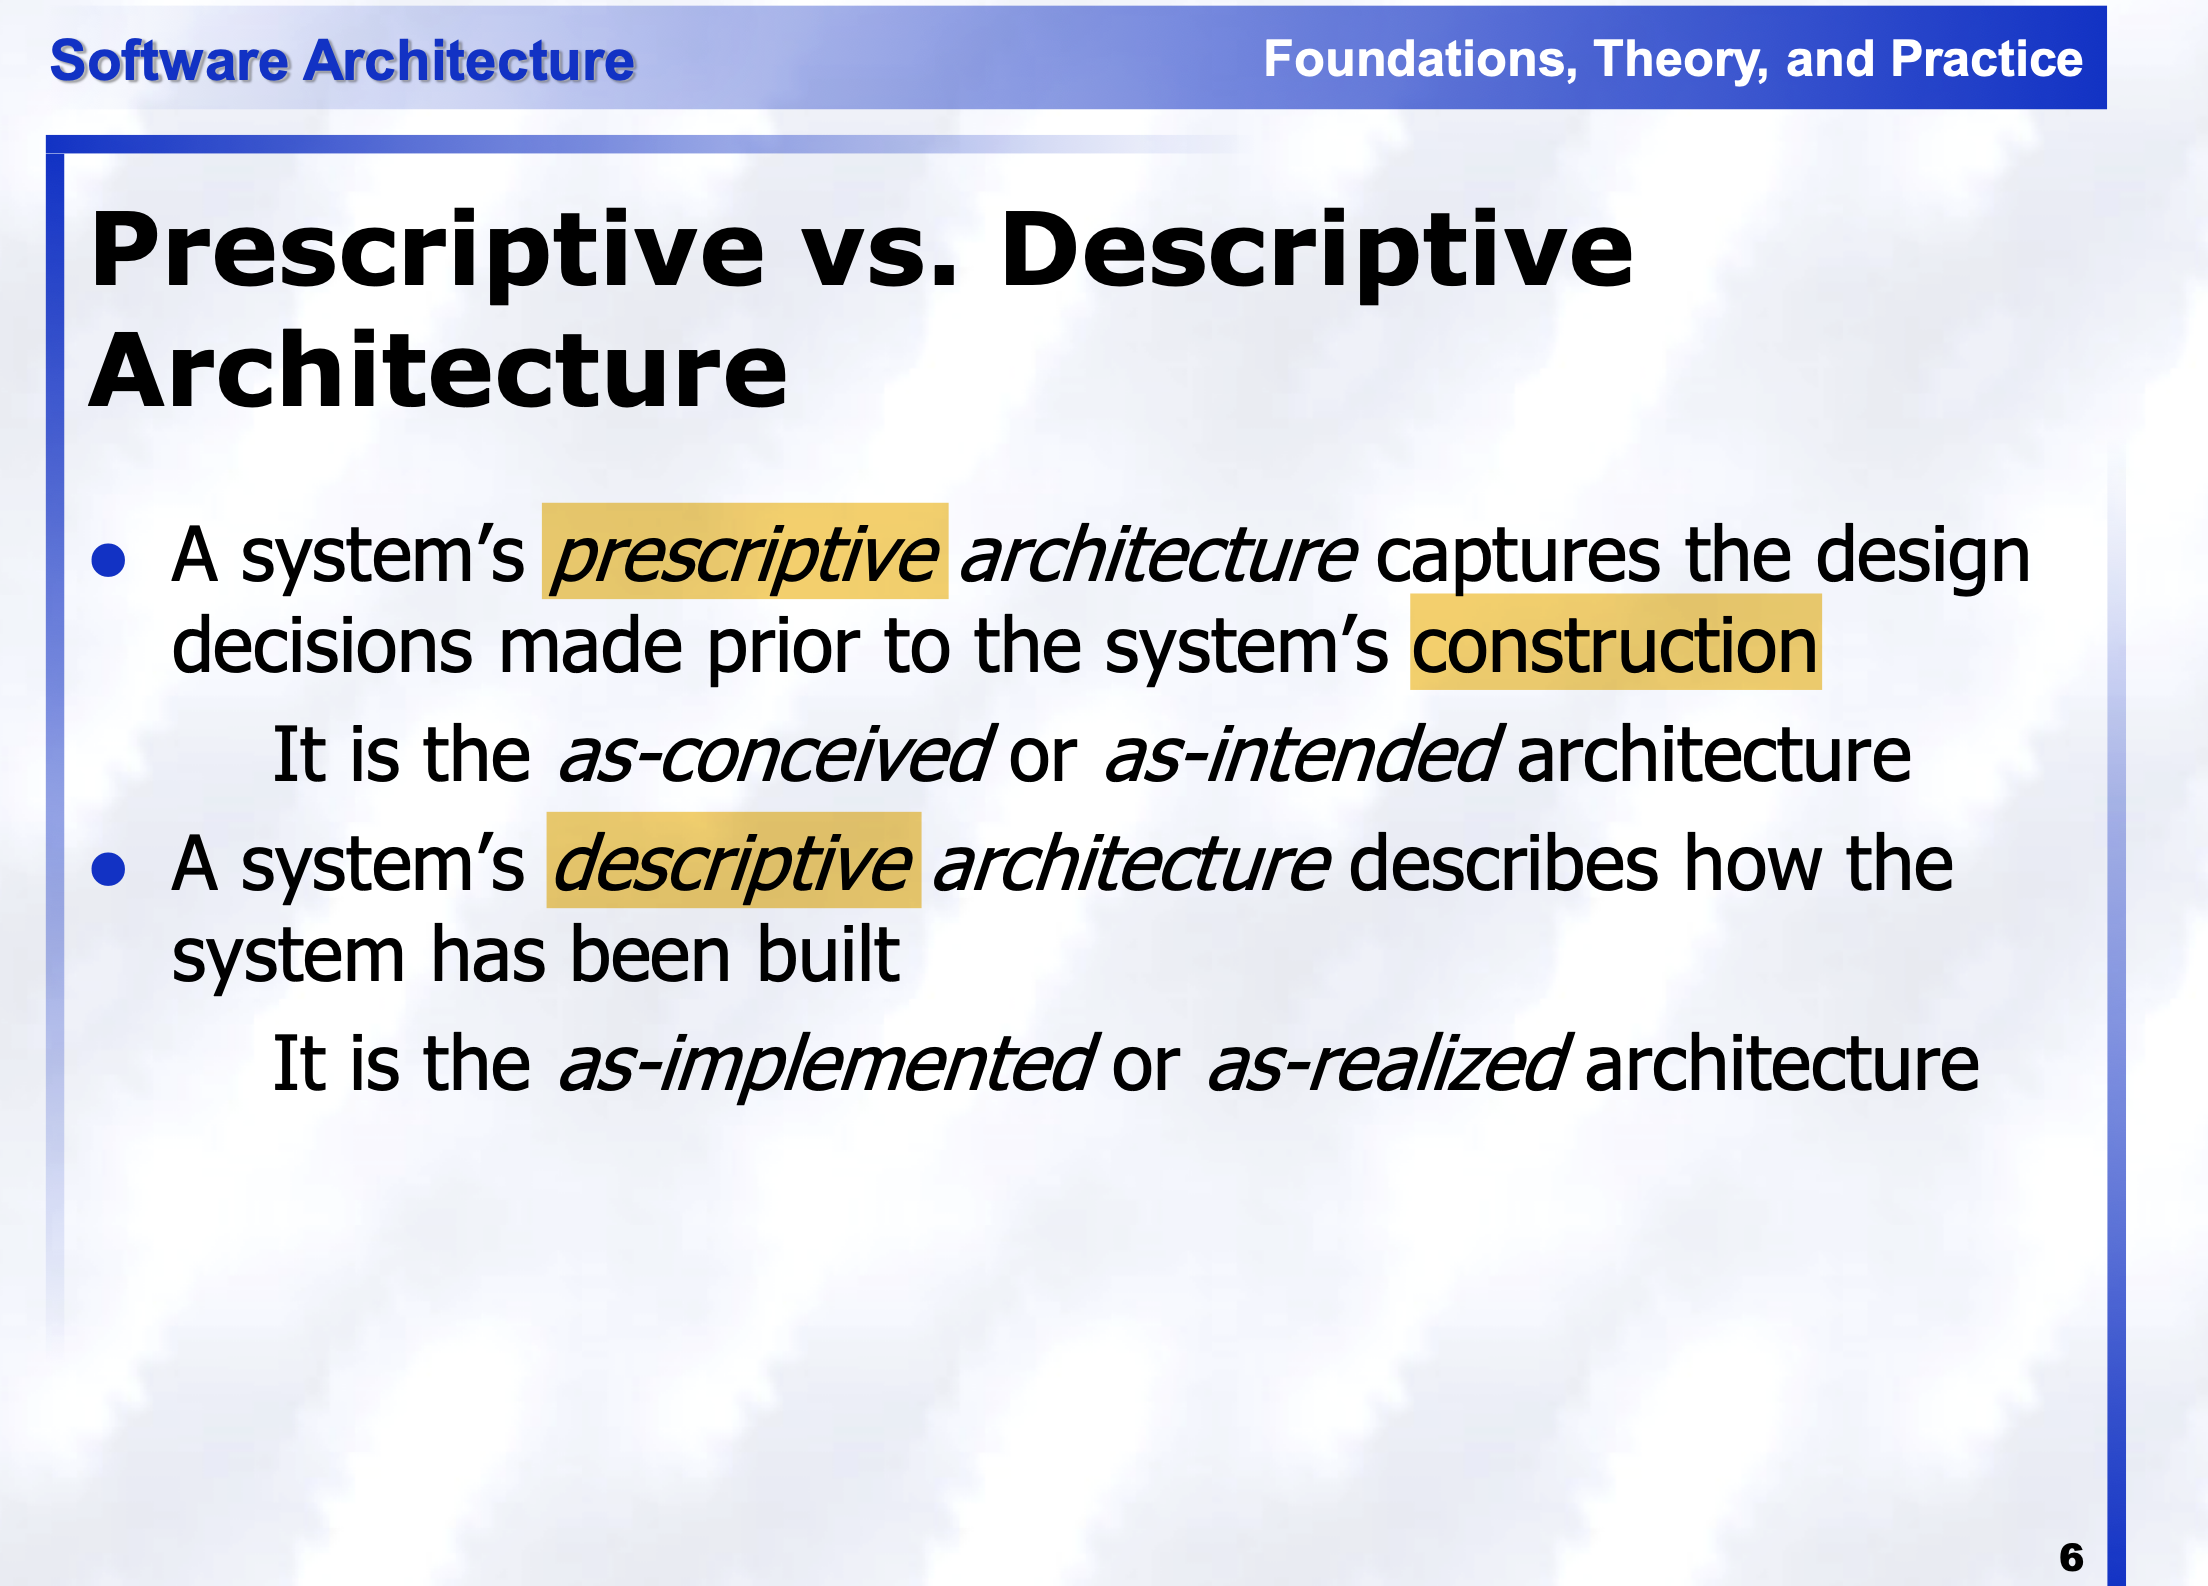 Software Architecture
Foundations, Theory, and Practice
Prescriptive vs. Descriptive
Architecture
A system’s prescriptive architecture captures the design
decisions made prior to the system’s construction
It is the as-conceived or as-intended architecture
A system’s descriptive architecture describes how the
system has been built
It is the as-implemented or as-realized architecture
6